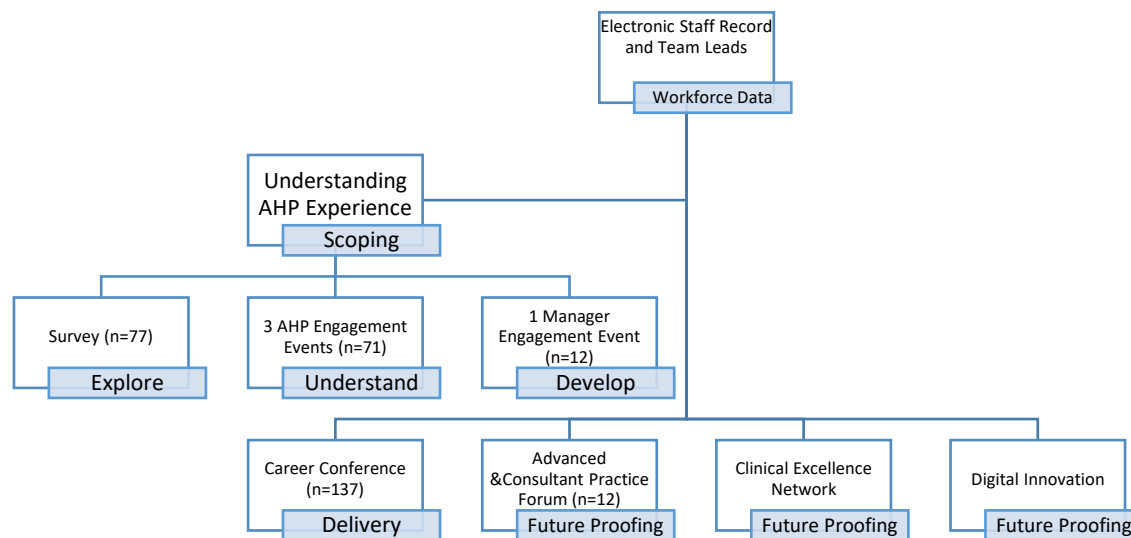 Electronic Staff Record
and Team Leads
Workforce Data
Understanding
AHP Experience
Scoping
Survey (n=77)
Explore
3 AHP Engagement
Events (n=71)
Understand
1 Manager
Engagement Event
(n=12)
Develop
Career Conference
(n=137)
Delivery
Advanced
&Consultant Practice
Forum (n=12)
Future Proofing
Clinical Excellence
Network
Future Proofing
Digital Innovation
Future Proofing